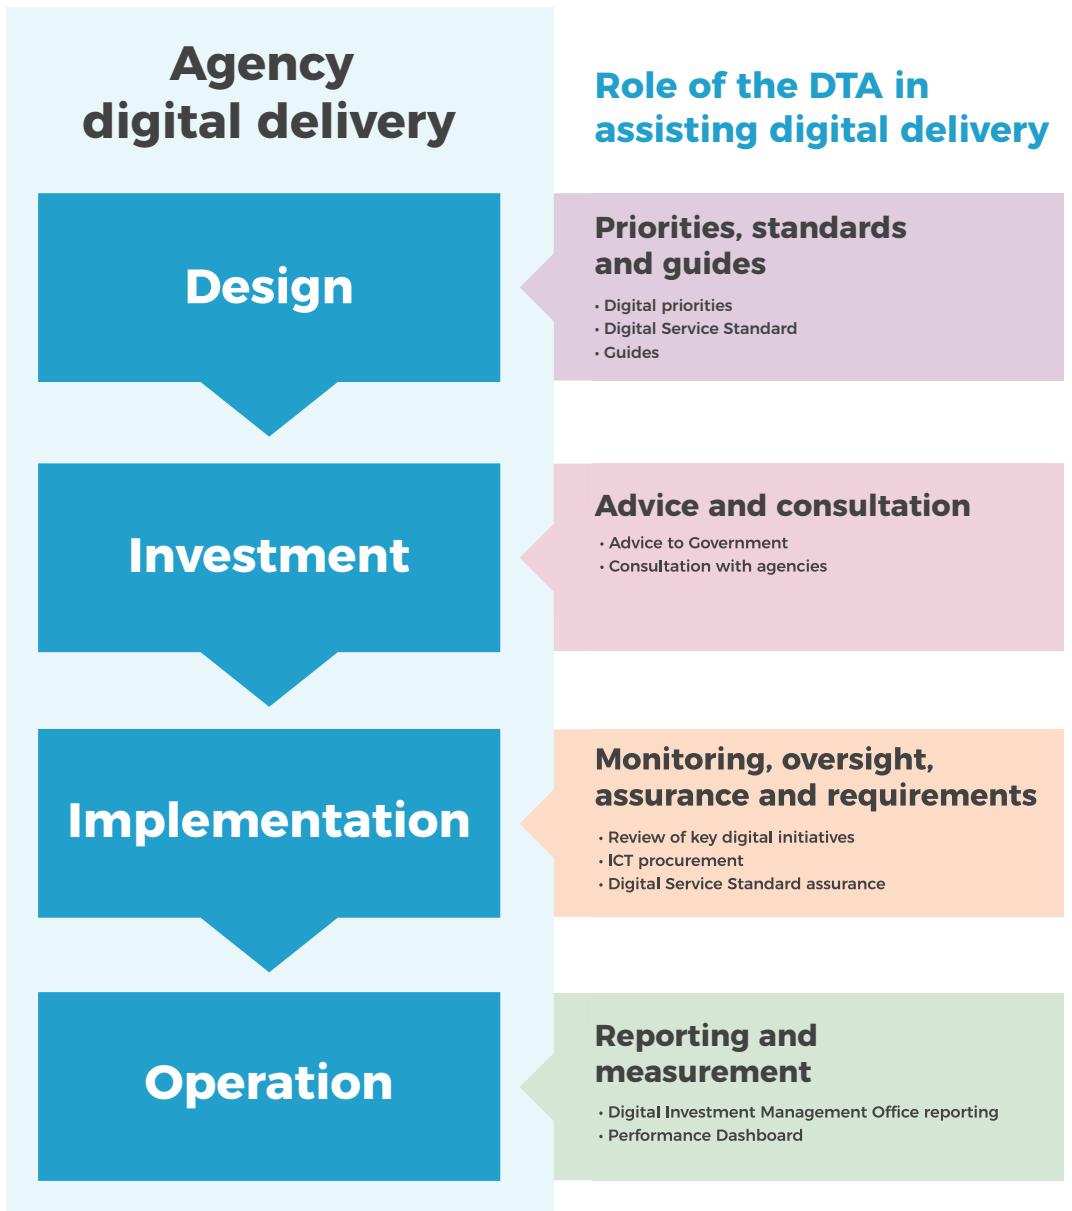 Agency
digital delivery
Role of the DTA in
assisting digital delivery
Design
Priorities, standards
and guides
• Digital priorities
• Digital Service Standard
• Guides
Investment
Advice and consultation
• Advice to Government
• Consultation with agencies
Implementation
Monitoring, oversight,
assurance and requirements
• Review of key digital initiatives
• ICT procurement
• Digital Service Standard assurance
Operation
Reporting and
measurement
• Digital Investment Management Office reporting
• Performance Dashboard